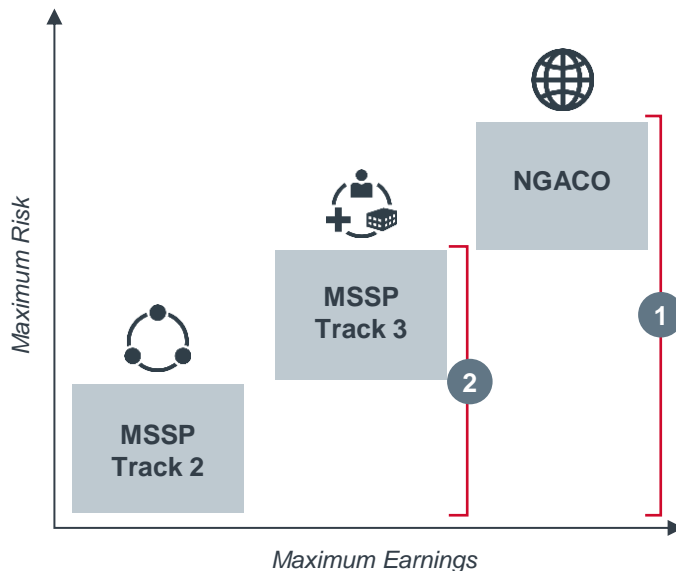 Maximum Risk
NGACO
1
MSSP
Track 3
2
MSSP
Track 2
Maximum Earnings